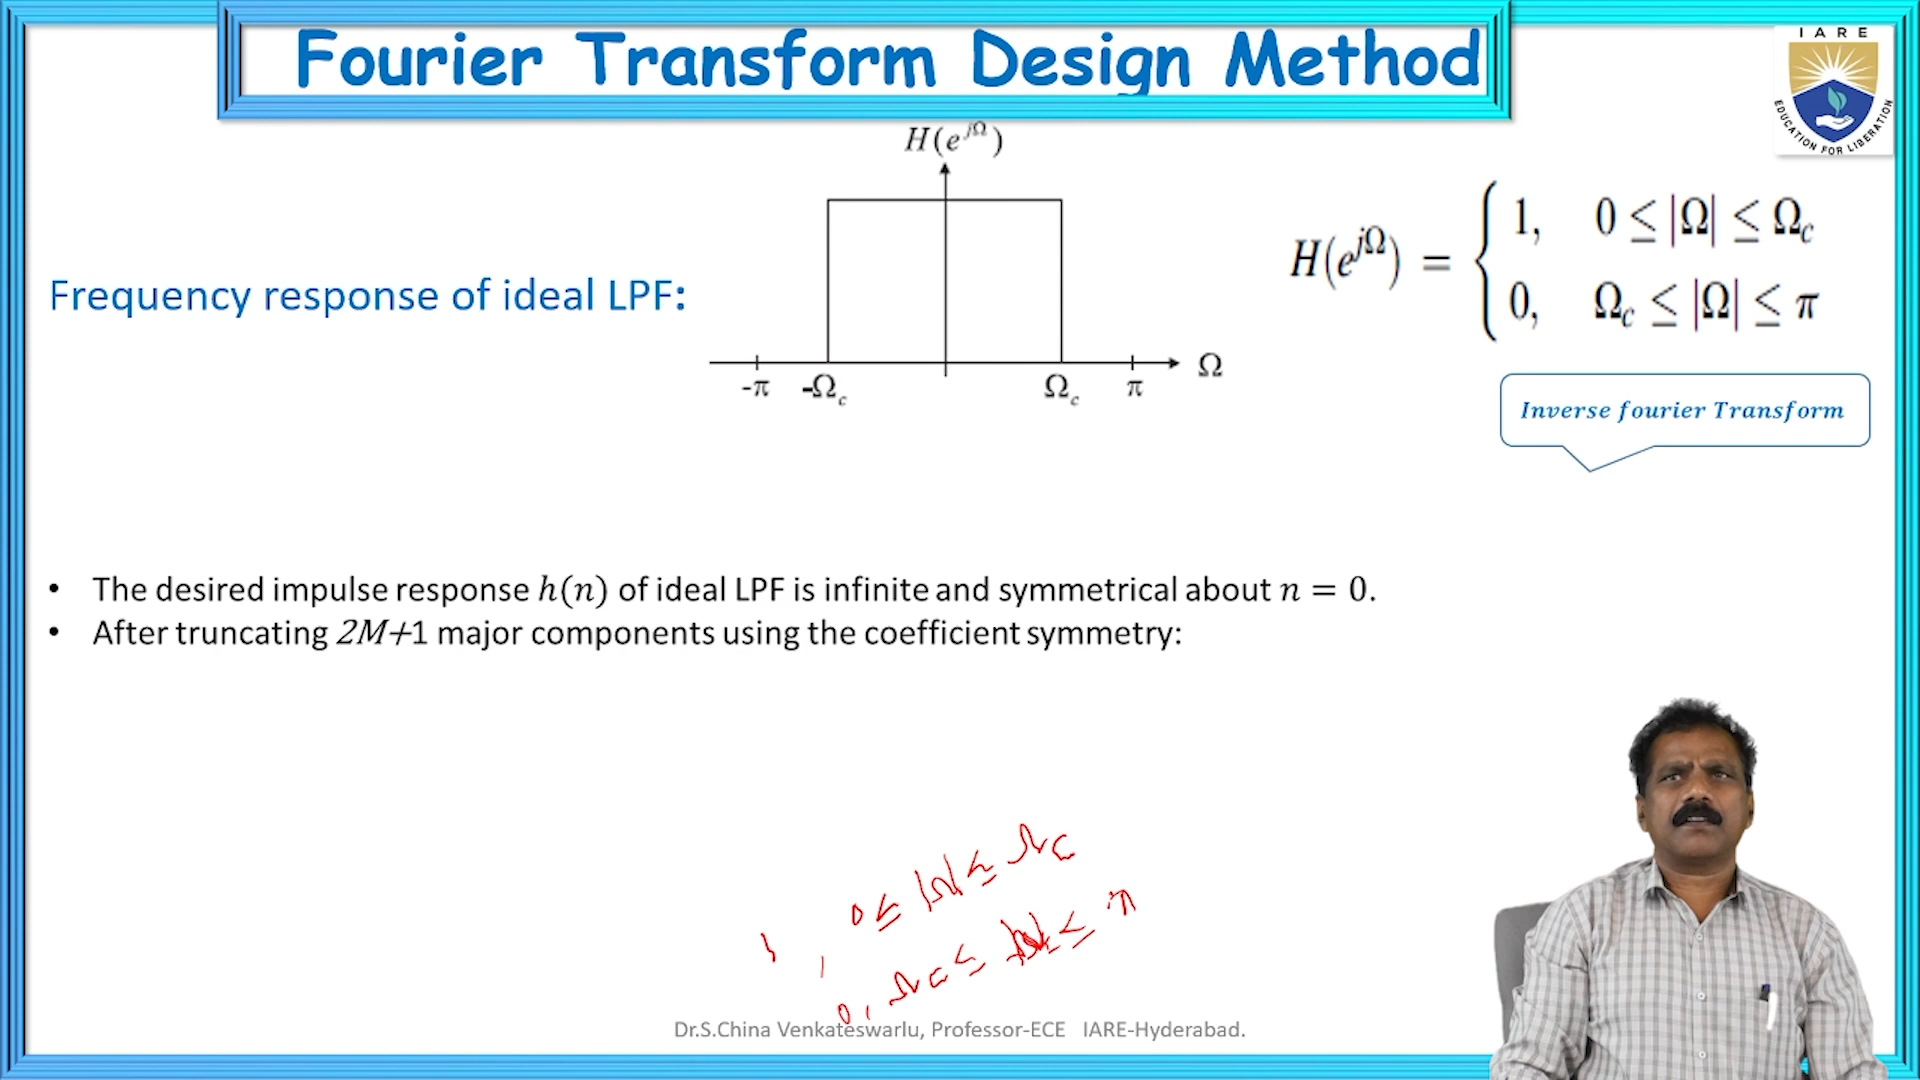 Fourier Transform Design Method
I A R E
EDUCATION FOR LIBERATION
H(e^{jΩ})
H(e^{jΩ}) = { 1, 0 ≤ |Ω| ≤ Ω_c
0, Ω_c ≤ |Ω| ≤ π
Frequency response of ideal LPF:
-π -Ω_c Ω_c π Ω
Inverse fourier Transform
• The desired impulse response h(n) of ideal LPF is infinite and symmetrical about n = 0.
• After truncating 2M+1 major components using the coefficient symmetry:
1, 0 ≤ |Ω| ≤ Ω_c
0, Ω_c ≤ |Ω| ≤ π
Dr.S.China Venkateswarlu, Professor-ECE IARE-Hyderabad.